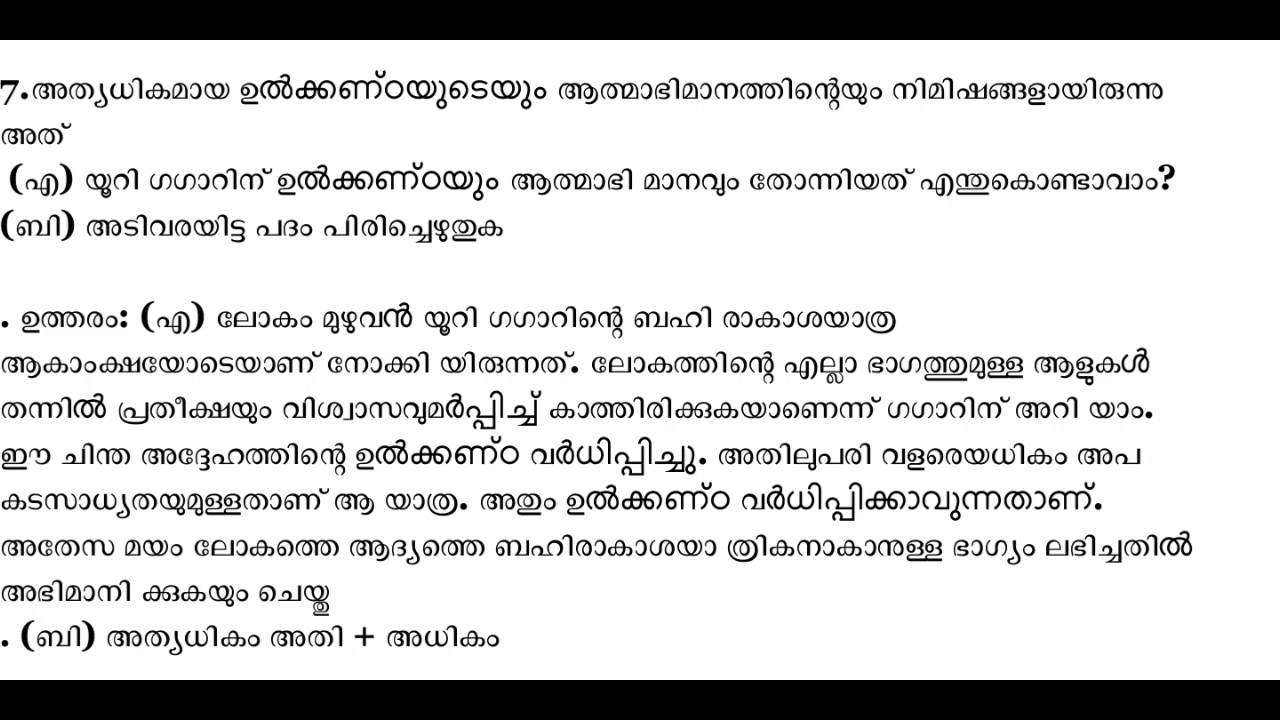 7.അത്യധികമായ ഉൽക്കണ്ഠയുടെയും ആത്മാഭിമാനത്തിന്റെയും നിമിഷങ്ങളായിരുന്നു
അത്
(എ) യൂറി ഗഗാറിന് ഉൽക്കണ്ഠയും ആത്മാഭി മാനവും തോന്നിയത് എന്തുകൊണ്ടാവാം?
(ബി) അടിവരയിട്ട പദം പിരിച്ചെഴുതുക
. ഉത്തരം: (എ) ലോകം മുഴുവൻ യൂറി ഗഗാറിന്റെ ബഹി രാകാശയാത്ര
ആകാംക്ഷയോടെയാണ് നോക്കി യിരുന്നത്. ലോകത്തിന്റെ എല്ലാ ഭാഗത്തുമുള്ള ആളുകൾ
തന്നിൽ പ്രതീക്ഷയും വിശ്വാസവുമർപ്പിച്ച് കാത്തിരിക്കുകയാണെന്ന് ഗഗാറിന് അറി യാം.
ഈ ചിന്ത അദ്ദേഹത്തിന്റെ ഉൽക്കണ്ഠ വർധിപ്പിച്ചു. അതിലുപരി വളരെയധികം അപ
കടസാധ്യതയുമുള്ളതാണ് ആ യാത്ര. അതും ഉൽക്കണ്ഠ വർധിപ്പിക്കാവുന്നതാണ്.
അതേസ മയം ലോകത്തെ ആദ്യത്തെ ബഹിരാകാശയാ ത്രികനാകാനുള്ള ഭാഗ്യം ലഭിച്ചതിൽ
അഭിമാനി ക്കുകയും ചെയ്തു
. (ബി) അത്യധികം അതി + അധികം